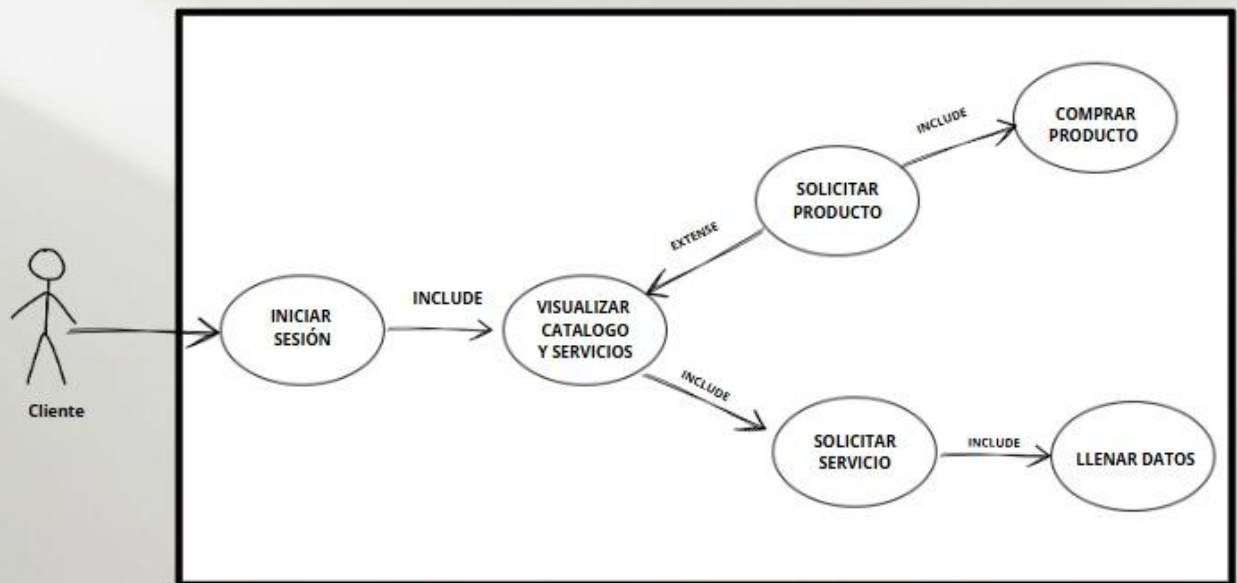 COMPRAR
PRODUCTO
INCLUDE
SOLICITAR
PRODUCTO
EXTENSE
INICIAR
SESIÓN
INCLUDE
VISUALIZAR
CATALOGO
Y SERVICIOS
Cliente
INCLUDE
SOLICITAR
SERVICIO
INCLUDE
LLENAR DATOS